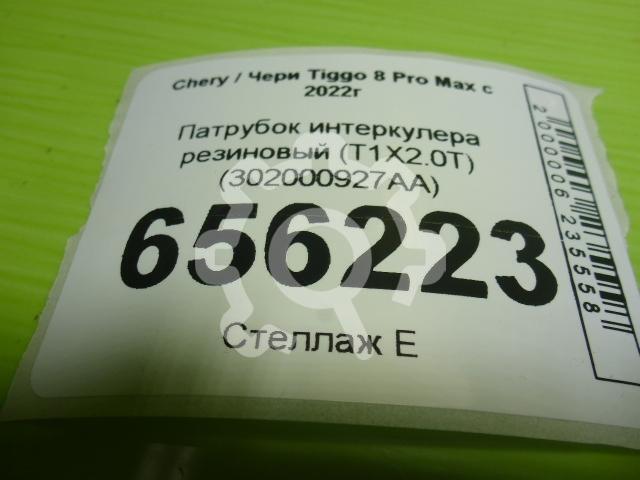 Chery / Чери Tiggo 8 Pro Max с
2022г
Патрубок интеркулера
резиновый (T1X2.0T)
(302000927AA)
656223
Стеллаж Е
2000006235558